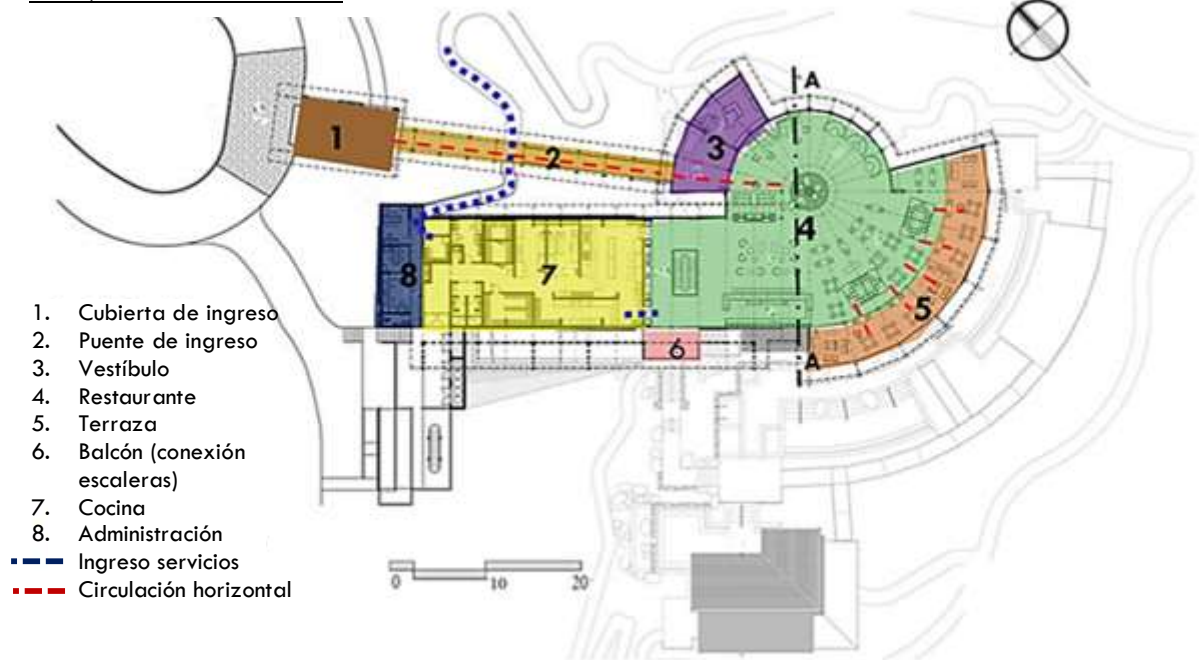 A
1
2
3
4
5
A
6
7
8
1. Cubierta de ingreso
2. Puente de ingreso
3. Vestíbulo
4. Restaurante
5. Terraza
6. Balcón (conexión
escaleras)
7. Cocina
8. Administración
Ingreso servicios
Circulación horizontal
0 10 20